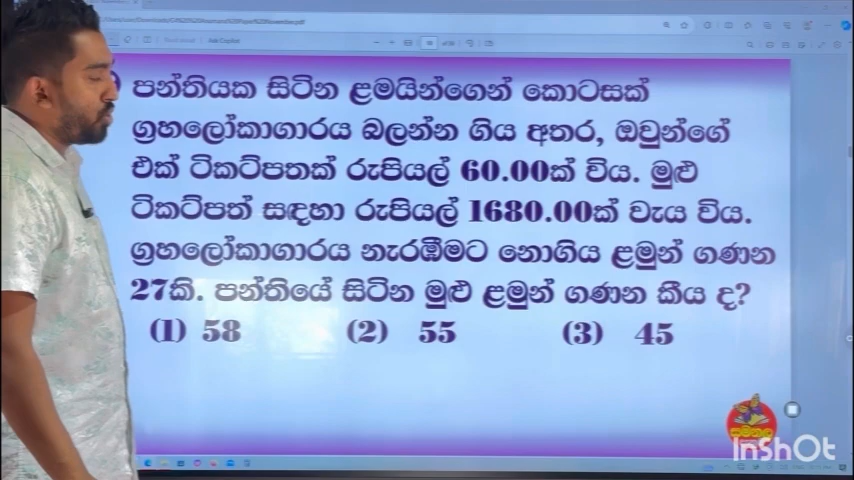 පන්තියක සිටින ළමයින්ගෙන් කොටසක්
ග්‍රහලෝකාගාරය බලන්න ගිය අතර, ඔවුන්ගේ
එක් ටිකට්පතක් රුපියල් 60.00ක් විය. මුළු
ටිකට්පත් සඳහා රුපියල් 1680.00ක් වැය විය.
ග්‍රහලෝකාගාරය නැරඹීමට නොගිය ළමුන් ගණන
27කි. පන්තියේ සිටින මුළු ළමුන් ගණන කීය ද?
(1) 58 (2) 55 (3) 45
සමනල
InShOt